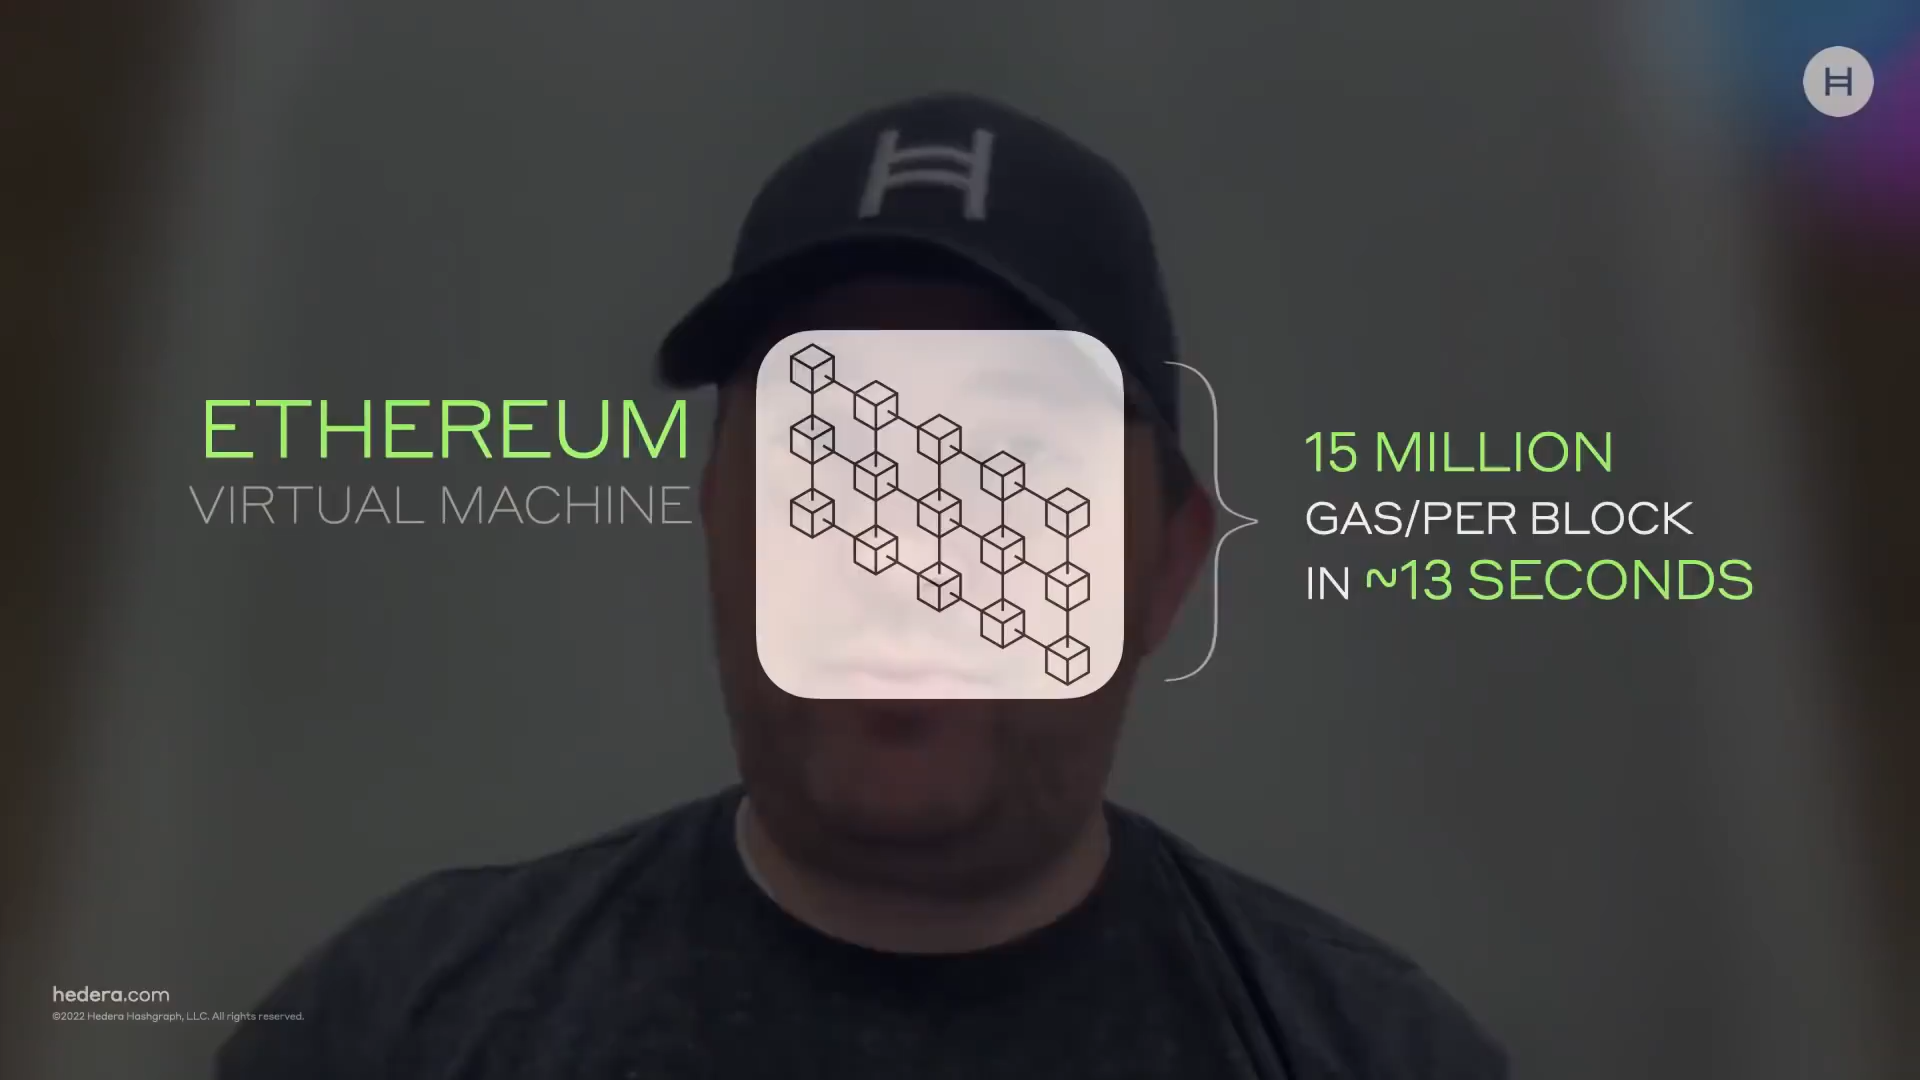 ETHEREUM
VIRTUAL MACHINE
15 MILLION
GAS/PER BLOCK
IN ~13 SECONDS
hedera.com
©2022 Hedera Hashgraph, LLC. All rights reserved.